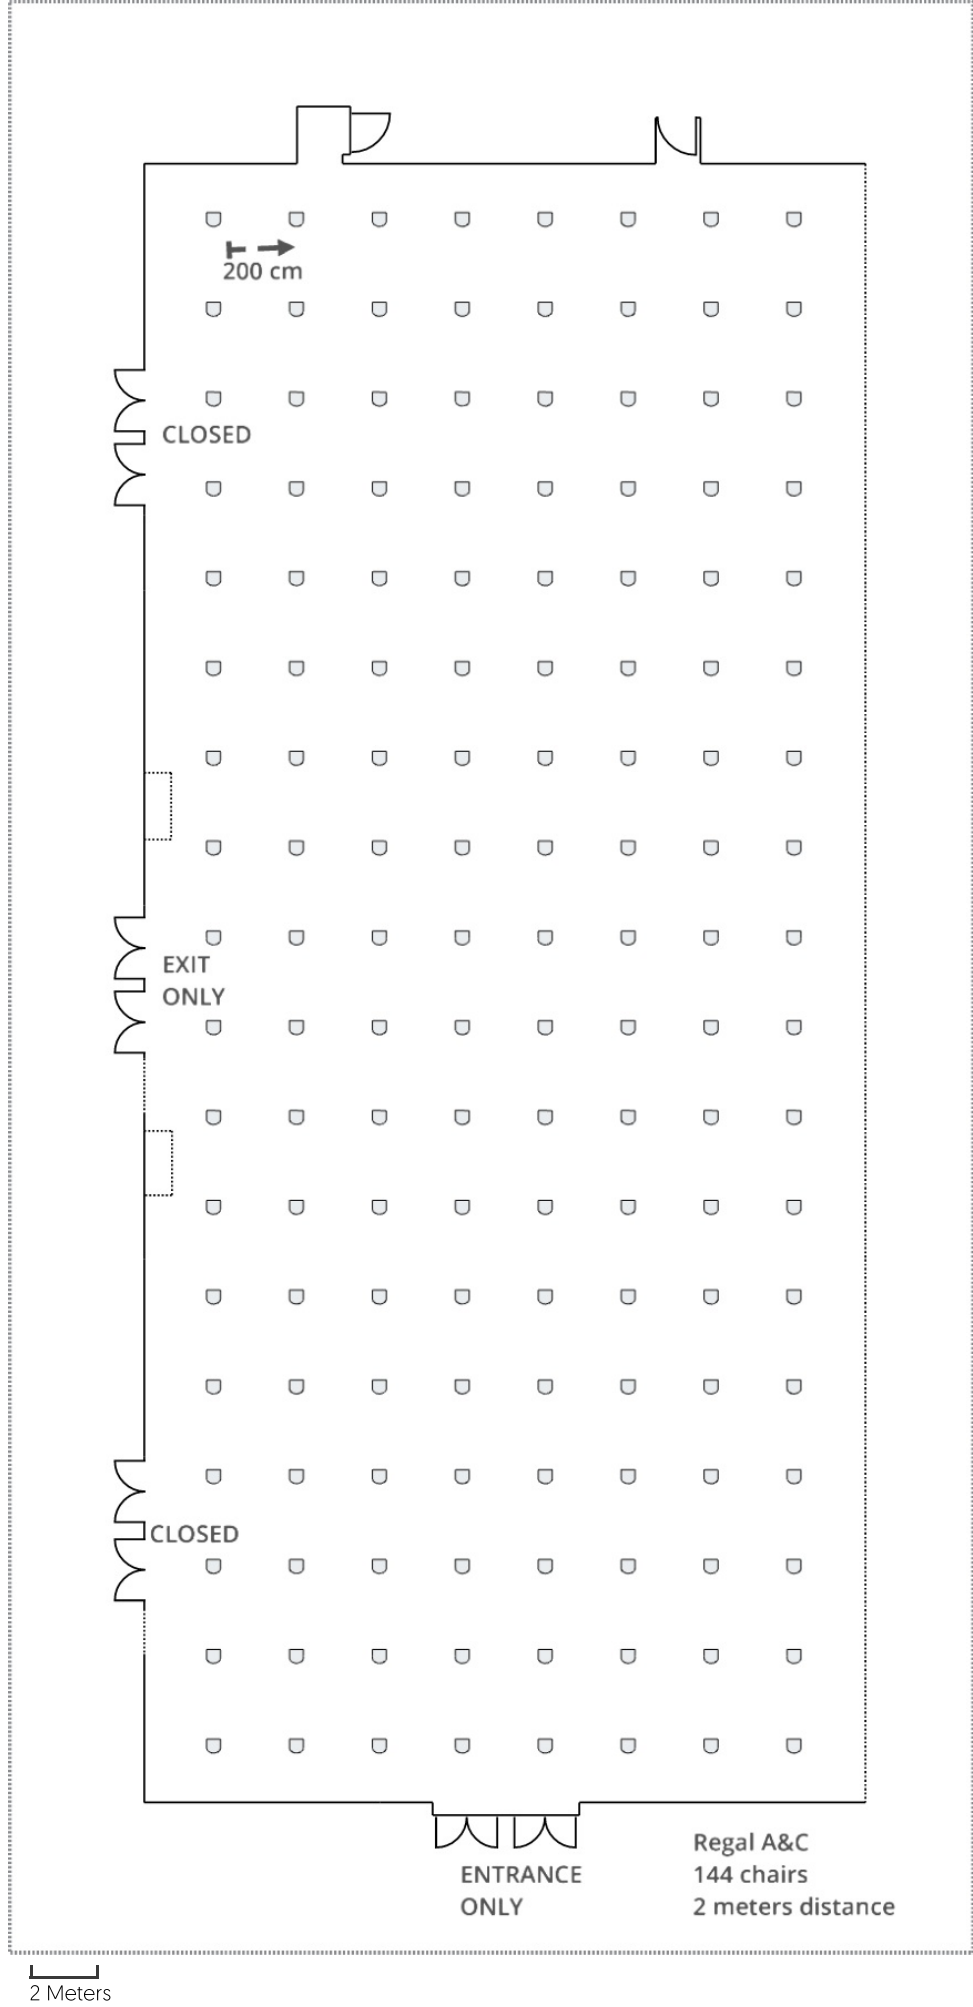 200 cm
CLOSED
EXIT
ONLY
CLOSED
ENTRANCE
ONLY
Regal A&C
144 chairs
2 meters distance
2 Meters